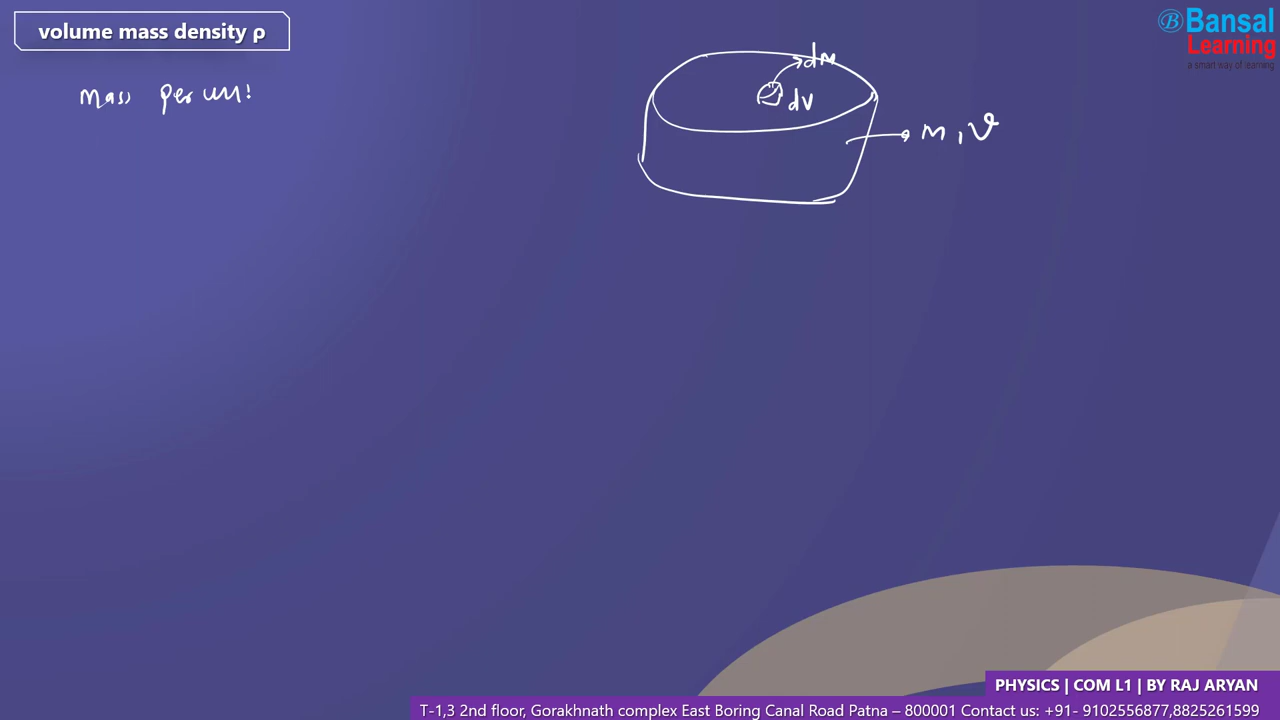 volume mass density ρ
Bansal
Learning
a smart way of learning
Mass per uni
dM
dV
M, V
PHYSICS | COM L1 | BY RAJ ARYAN
T-1,3 2nd floor, Gorakhnath complex East Boring Canal Road Patna – 800001 Contact us: +91- 9102556877,8825261599